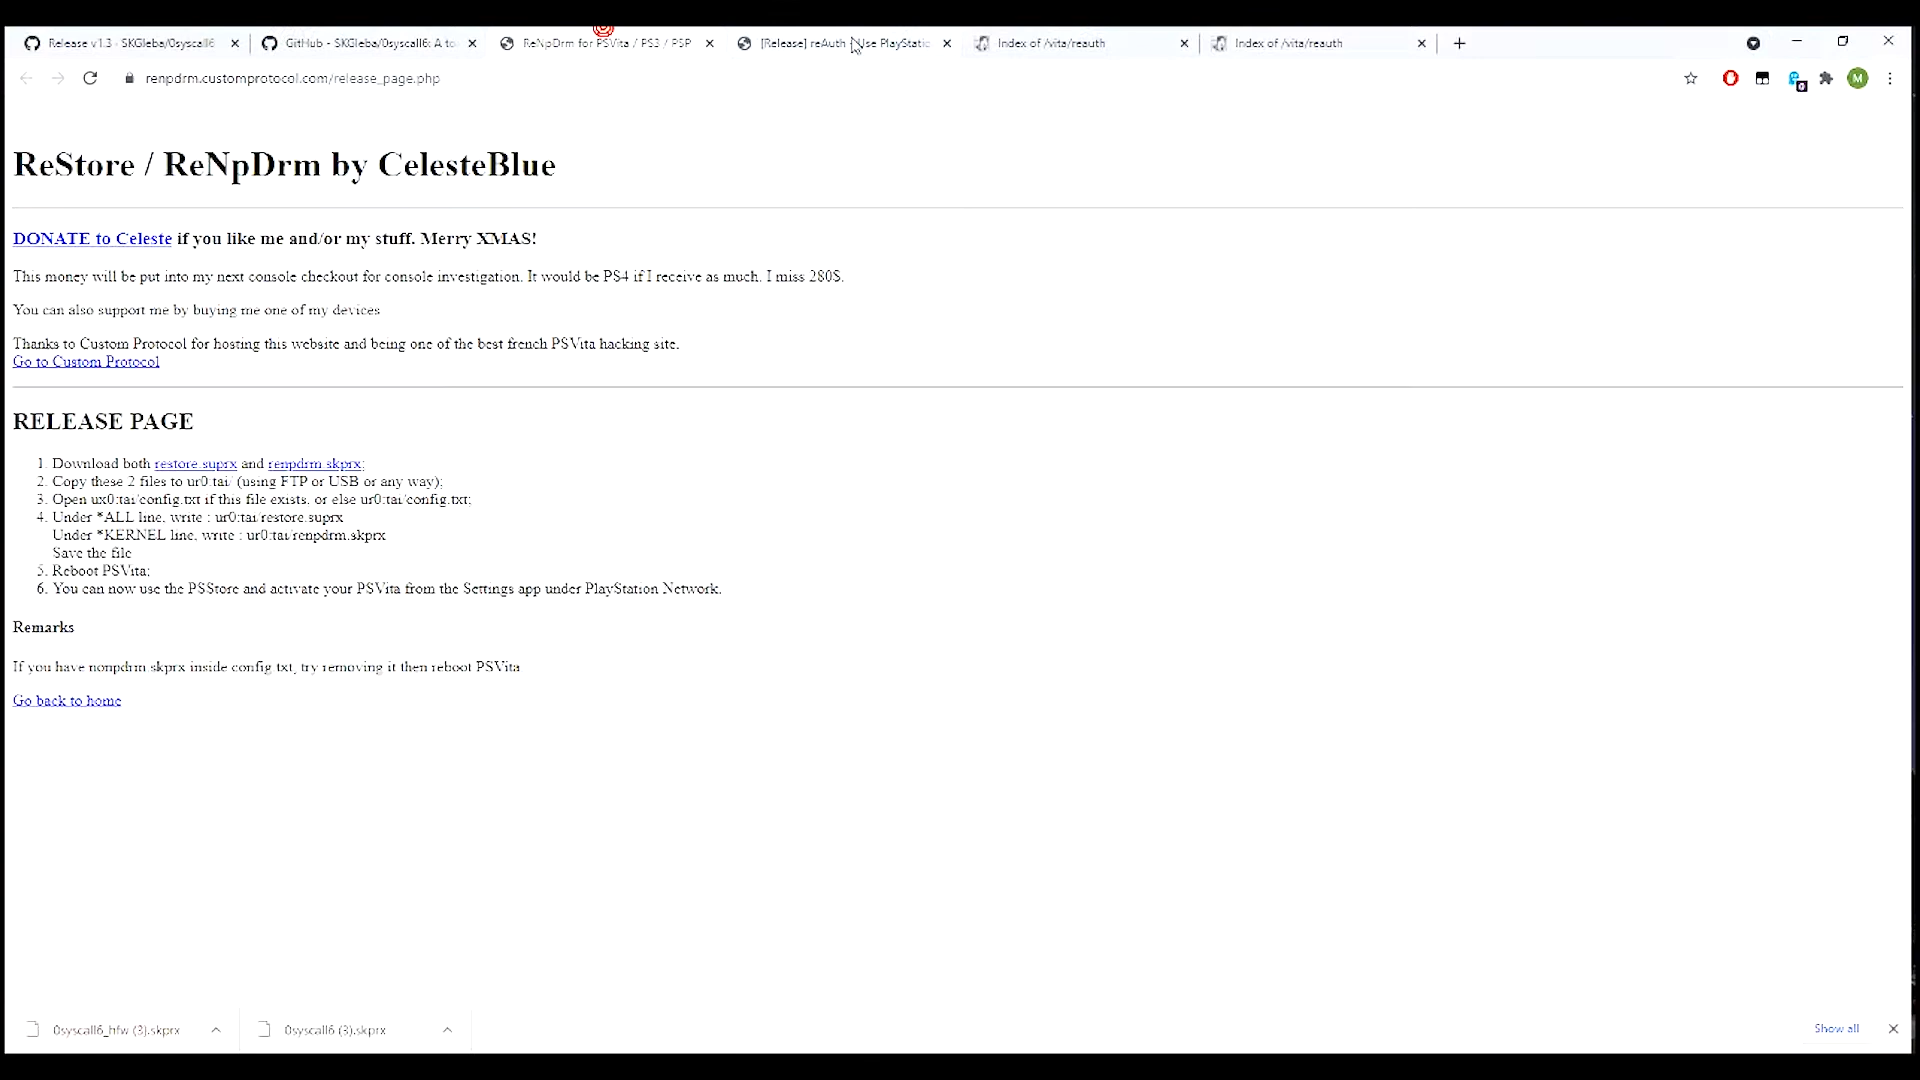 Release v1.3 · SKGleba/0syscall6
GitHub - SKGleba/0syscall6: A to
ReNpDrm for PSVita / PS3 / PSP
[Release] reAuth - Use PlayStatio
Index of /vita/reauth
Index of /vita/reauth
renpdrm.customprotocol.com/release_page.php
M
ReStore / ReNpDrm by CelesteBlue
DONATE to Celeste if you like me and/or my stuff. Merry XMAS!
This money will be put into my next console checkout for console investigation. It would be PS4 if I receive as much. I miss 280$.
You can also support me by buying me one of my devices
Thanks to Custom Protocol for hosting this website and being one of the best french PSVita hacking site.
Go to Custom Protocol
RELEASE PAGE
1. Download both restore.suprx and renpdrm.skprx;
2. Copy these 2 files to ur0:tai/ (using FTP or USB or any way);
3. Open ux0:tai/config.txt if this file exists, or else ur0:tai/config.txt;
4. Under *ALL line, write : ur0:tai/restore.suprx
Under *KERNEL line, write : ur0:tai/renpdrm.skprx
Save the file
5. Reboot PSVita;
6. You can now use the PSStore and activate your PSVita from the Settings app under PlayStation Network.
Remarks
If you have nonpdrm.skprx inside config.txt, try removing it then reboot PSVita
Go back to home
0syscall6_hfw (3).skprx
0syscall6 (3).skprx
Show all